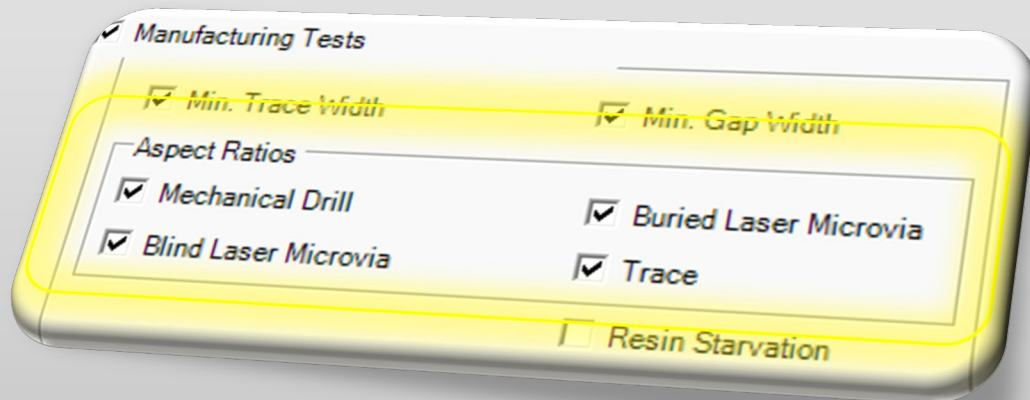 Manufacturing Tests
Min. Trace Width
Min. Gap Width
Aspect Ratios
Mechanical Drill
Buried Laser Microvia
Blind Laser Microvia
Trace
Resin Starvation